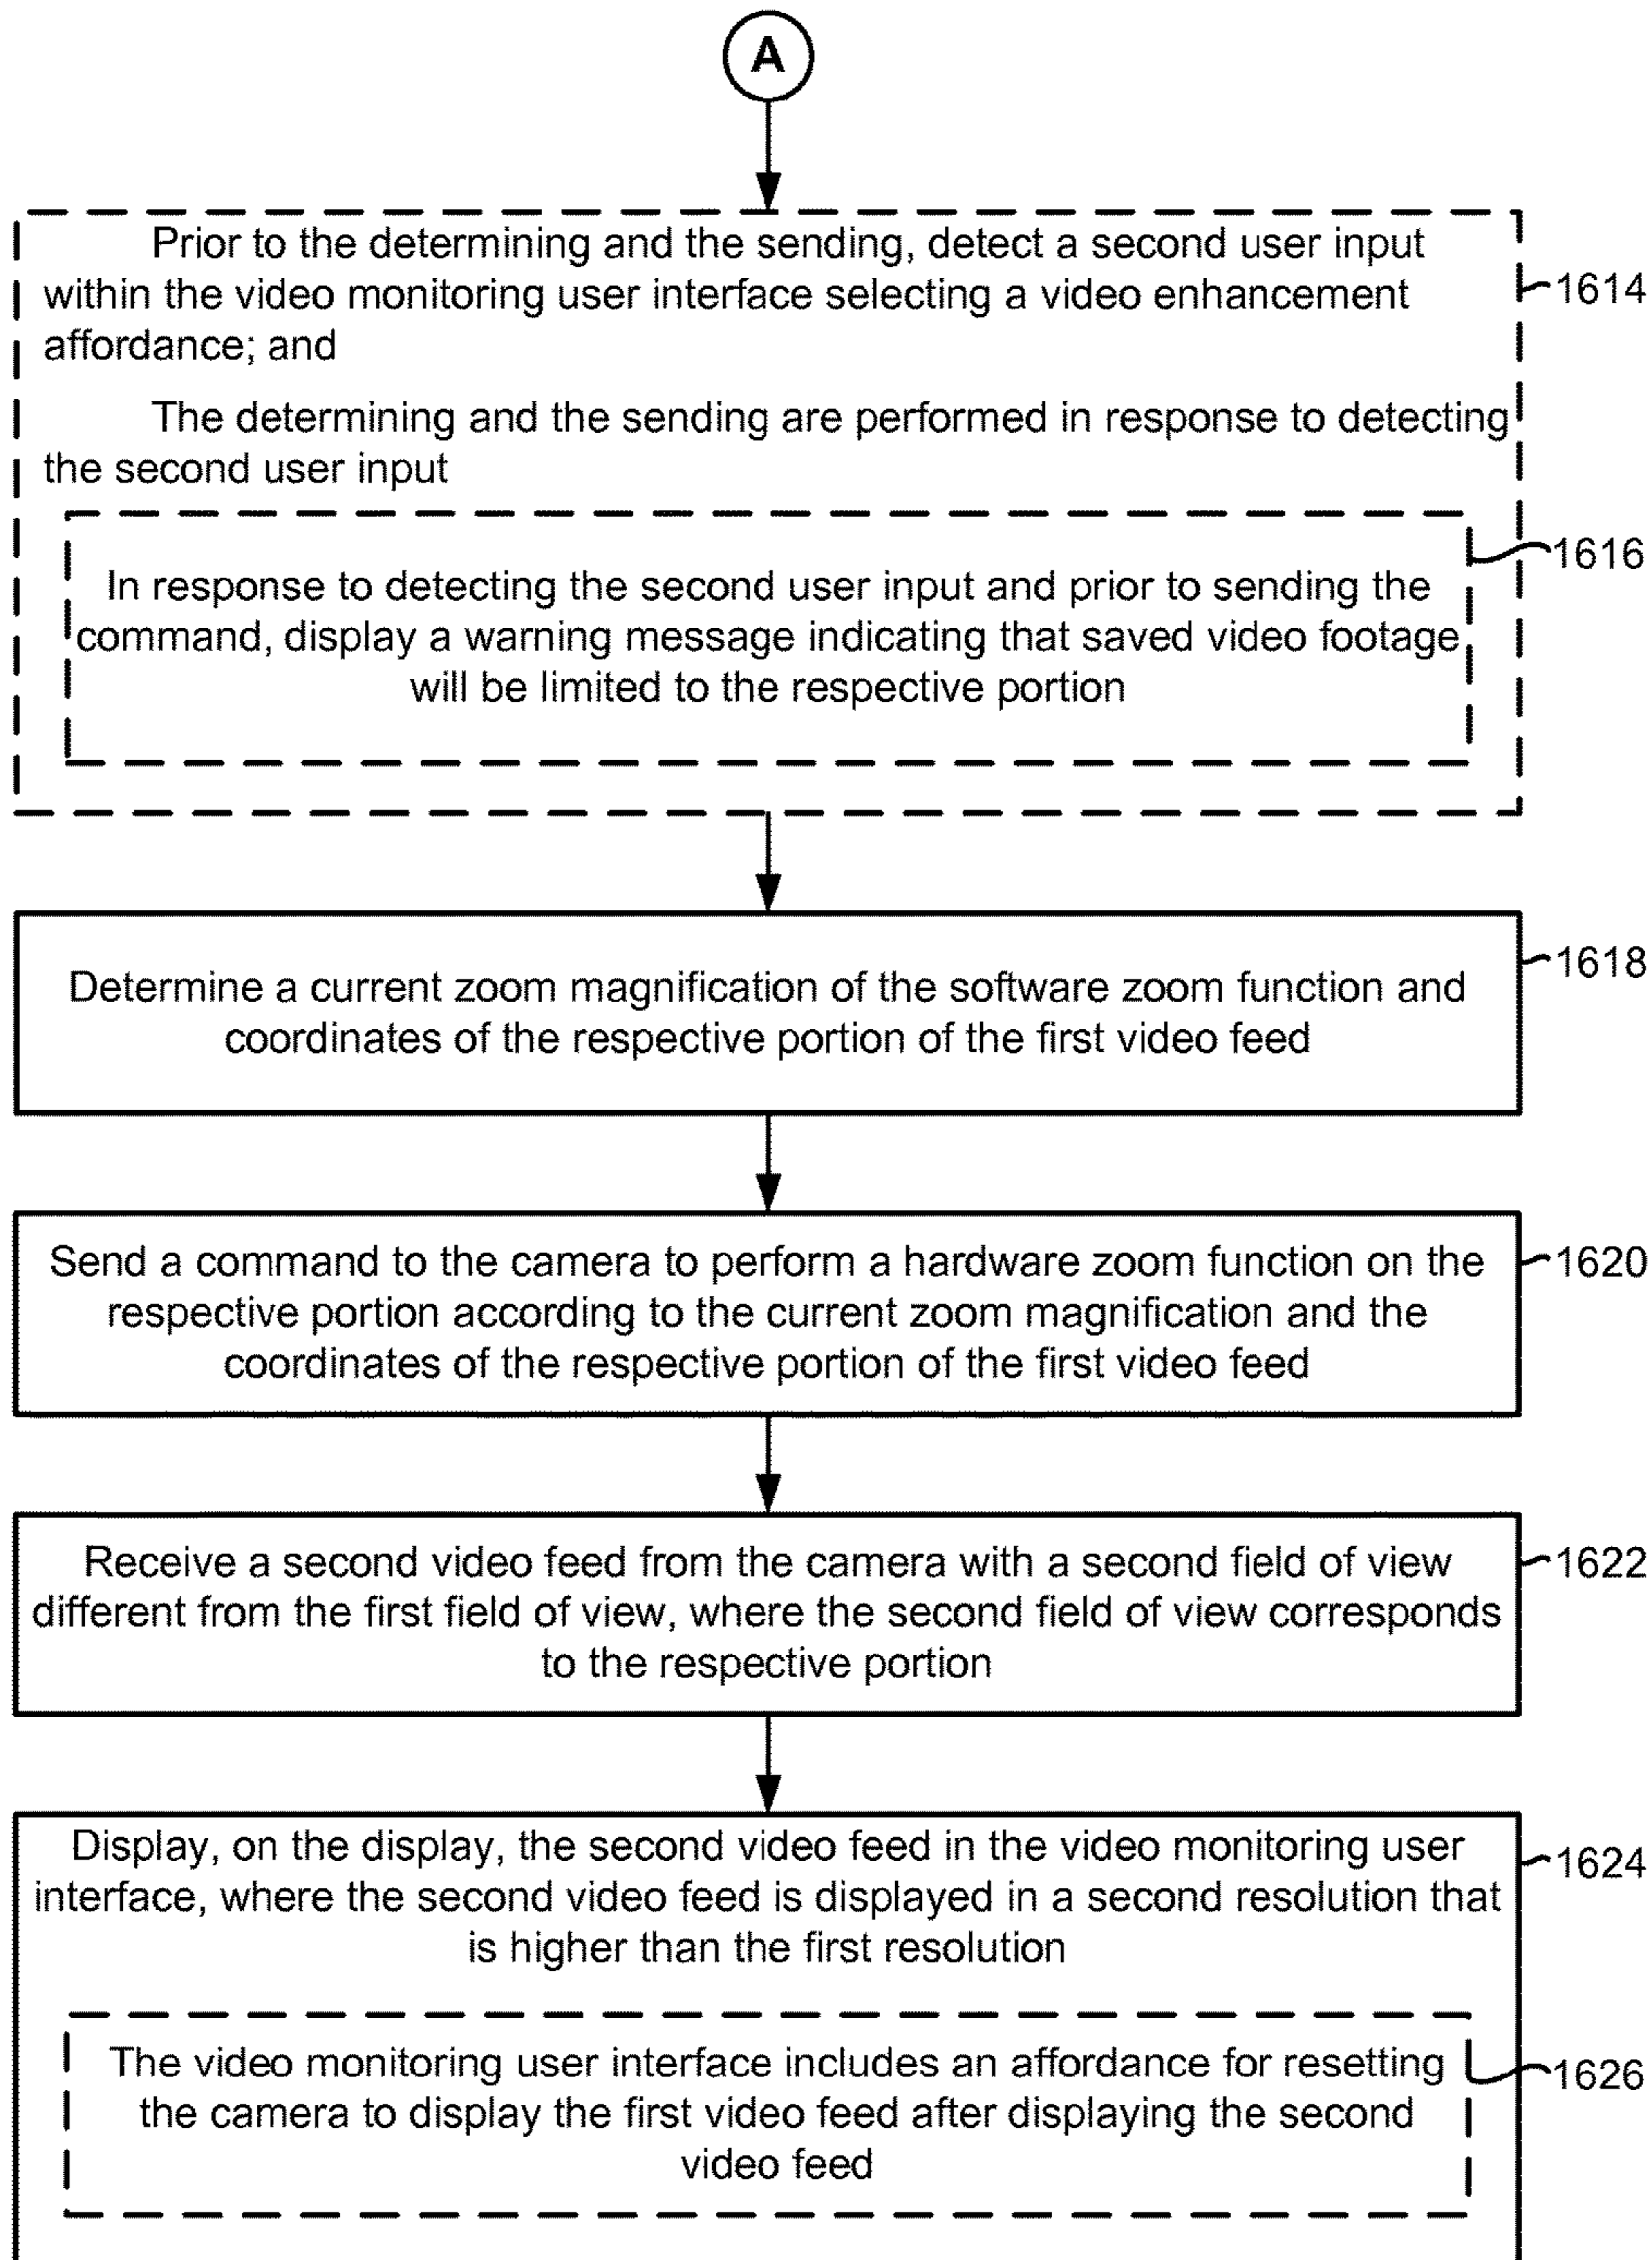 A
Prior to the determining and the sending, detect a second user input
within the video monitoring user interface selecting a video enhancement
affordance; and
1614
The determining and the sending are performed in response to detecting
the second user input
1616
In response to detecting the second user input and prior to sending the
command, display a warning message indicating that saved video footage
will be limited to the respective portion
1618
Determine a current zoom magnification of the software zoom function and
coordinates of the respective portion of the first video feed
1620
Send a command to the camera to perform a hardware zoom function on the
respective portion according to the current zoom magnification and the
coordinates of the respective portion of the first video feed
1622
Receive a second video feed from the camera with a second field of view
different from the first field of view, where the second field of view corresponds
to the respective portion
1624
Display, on the display, the second video feed in the video monitoring user
interface, where the second video feed is displayed in a second resolution that
is higher than the first resolution
1626
The video monitoring user interface includes an affordance for resetting
the camera to display the first video feed after displaying the second
video feed